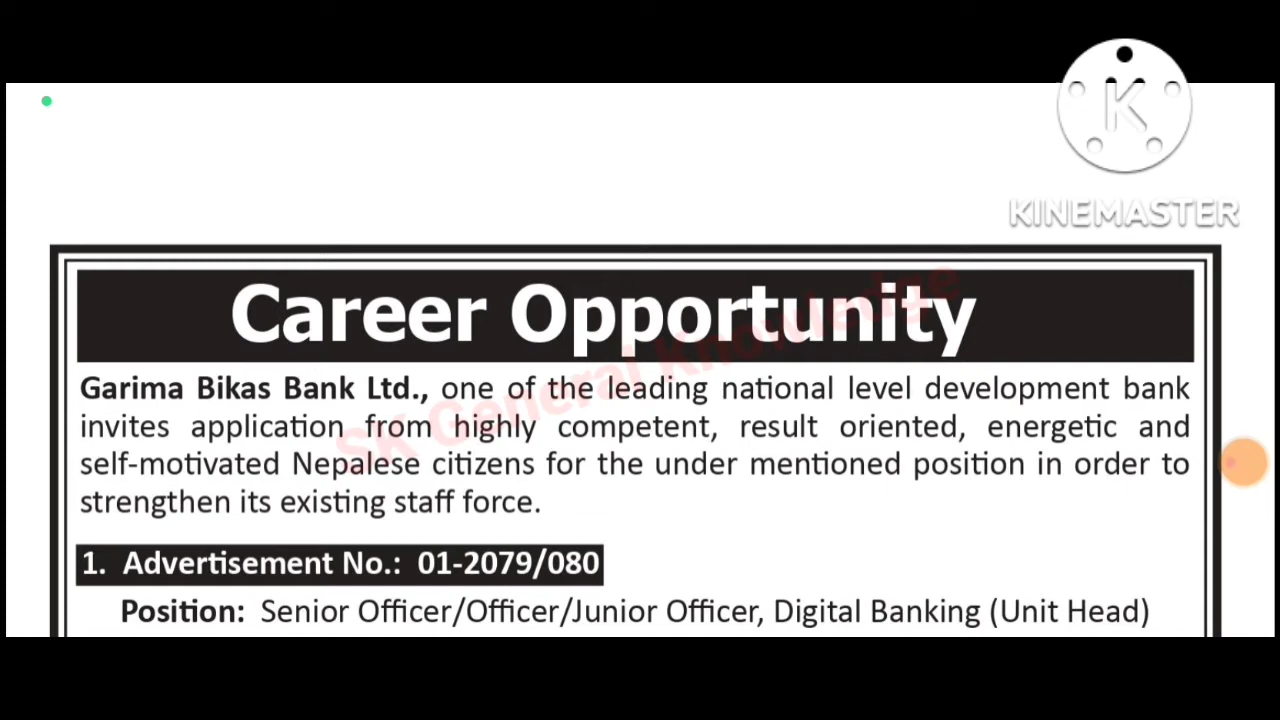 KINEMASTER
Career Opportunity
Garima Bikas Bank Ltd., one of the leading national level development bank
invites application from highly competent, result oriented, energetic and
self-motivated Nepalese citizens for the under mentioned position in order to
strengthen its existing staff force.
SK General Knowledge
1. Advertisement No.: 01-2079/080
Position: Senior Officer/Officer/Junior Officer, Digital Banking (Unit Head)